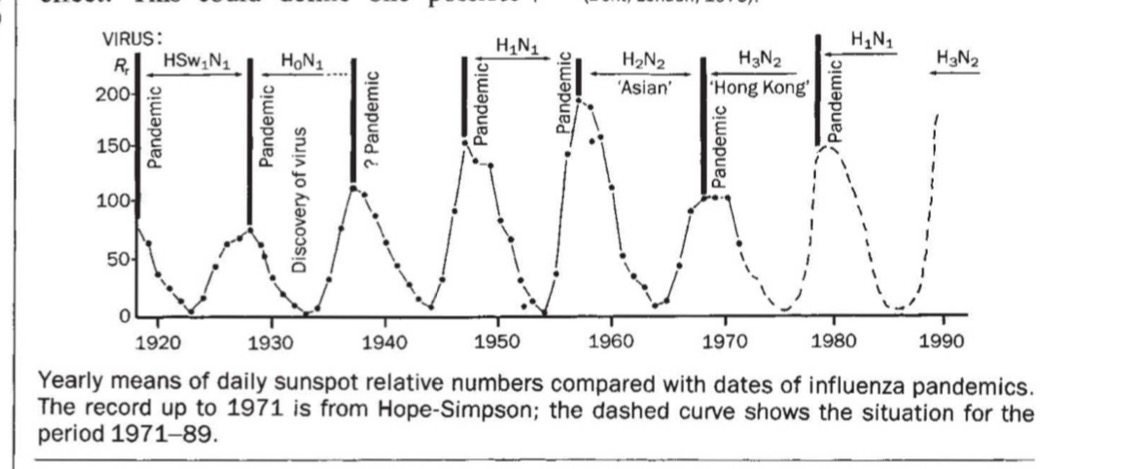 (Dent, London, 1979).
VIRUS:
Rr HSw1N1 H0N1 H1N1 H2N2 H3N2 H1N1 H3N2
'Asian' 'Hong Kong'
Pandemic
Pandemic
Discovery of virus
? Pandemic
Pandemic
Pandemic
Pandemic
Pandemic
200
150
100
50
0
1920 1930 1940 1950 1960 1970 1980 1990
Yearly means of daily sunspot relative numbers compared with dates of influenza pandemics.
The record up to 1971 is from Hope-Simpson; the dashed curve shows the situation for the
period 1971–89.